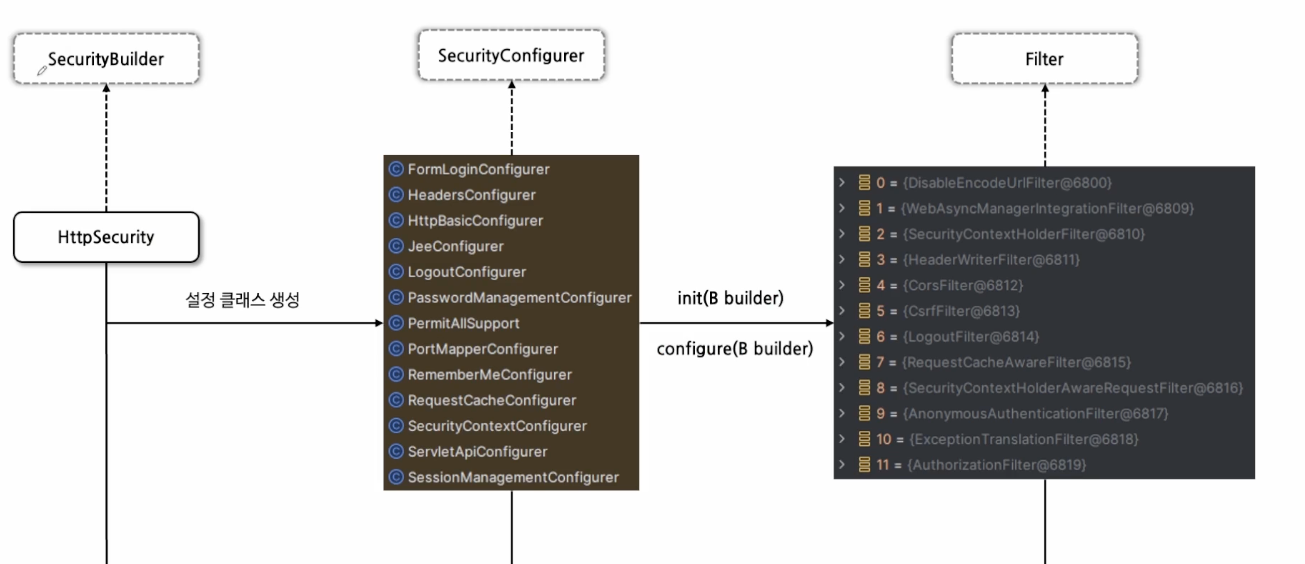 SecurityBuilder
SecurityConfigurer
Filter
HttpSecurity
설정 클래스 생성
FormLoginConfigurer
HeadersConfigurer
HttpBasicConfigurer
JeeConfigurer
LogoutConfigurer
PasswordManagementConfigurer
PermitAllSupport
PortMapperConfigurer
RememberMeConfigurer
RequestCacheConfigurer
SecurityContextConfigurer
ServletApiConfigurer
SessionManagementConfigurer
init(B builder)
configure(B builder)
0 = {DisableEncodeUrlFilter@6800}
1 = {WebAsyncManagerIntegrationFilter@6809}
2 = {SecurityContextHolderFilter@6810}
3 = {HeaderWriterFilter@6811}
4 = {CorsFilter@6812}
5 = {CsrfFilter@6813}
6 = {LogoutFilter@6814}
7 = {RequestCacheAwareFilter@6815}
8 = {SecurityContextHolderAwareRequestFilter@6816}
9 = {AnonymousAuthenticationFilter@6817}
10 = {ExceptionTranslationFilter@6818}
11 = {AuthorizationFilter@6819}